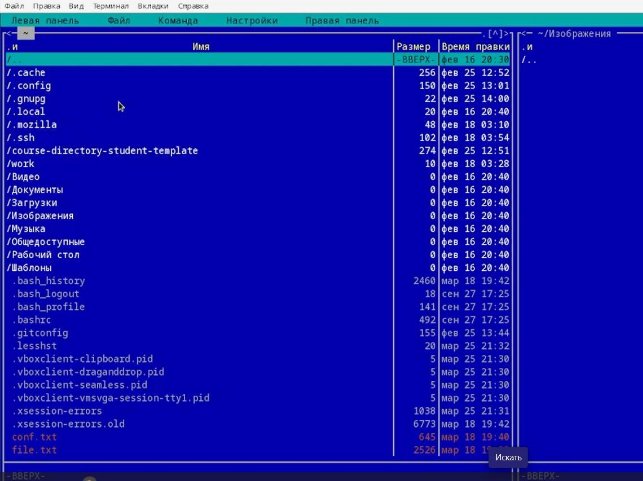 Файл Правка Вид Терминал Вкладки Справка
Левая панель Файл Команда Настройки Правая панель
<─ ~ .[^]> <─ ~/Изображения
.и Имя Размер Время правки .и
/.. -ВВЕРХ- фев 16 20:30 /..
/.cache 256 фев 25 12:52
/.config 150 фев 25 13:01
/.gnupg 22 фев 25 14:00
/.local 20 фев 16 20:40
/.mozilla 48 фев 18 03:10
/.ssh 102 фев 18 03:54
/course-directory-student-template 274 фев 25 12:51
/work 10 фев 18 03:28
/Видео 0 фев 16 20:40
/Документы 0 фев 16 20:40
/Загрузки 0 фев 16 20:40
/Изображения 0 фев 16 20:40
/Музыка 0 фев 16 20:40
/Общедоступные 0 фев 16 20:40
/Рабочий стол 0 фев 16 20:40
/Шаблоны 0 фев 16 20:40
.bash_history 2460 мар 18 19:42
.bash_logout 18 сен 27 17:25
.bash_profile 141 сен 27 17:25
.bashrc 492 сен 27 17:25
.gitconfig 155 фев 25 13:44
.lesshst 20 мар 25 21:32
.vboxclient-clipboard.pid 5 мар 25 21:30
.vboxclient-draganddrop.pid 5 мар 25 21:30
.vboxclient-seamless.pid 5 мар 25 21:30
.vboxclient-vmsvga-session-tty1.pid 5 мар 25 21:30
.xsession-errors 1038 мар 25 21:31
.xsession-errors.old 6773 мар 18 19:42
conf.txt 645 мар 18 19:40
file.txt 2526 мар 18
Искать
-ВВЕРХ- -ВВЕРХ-